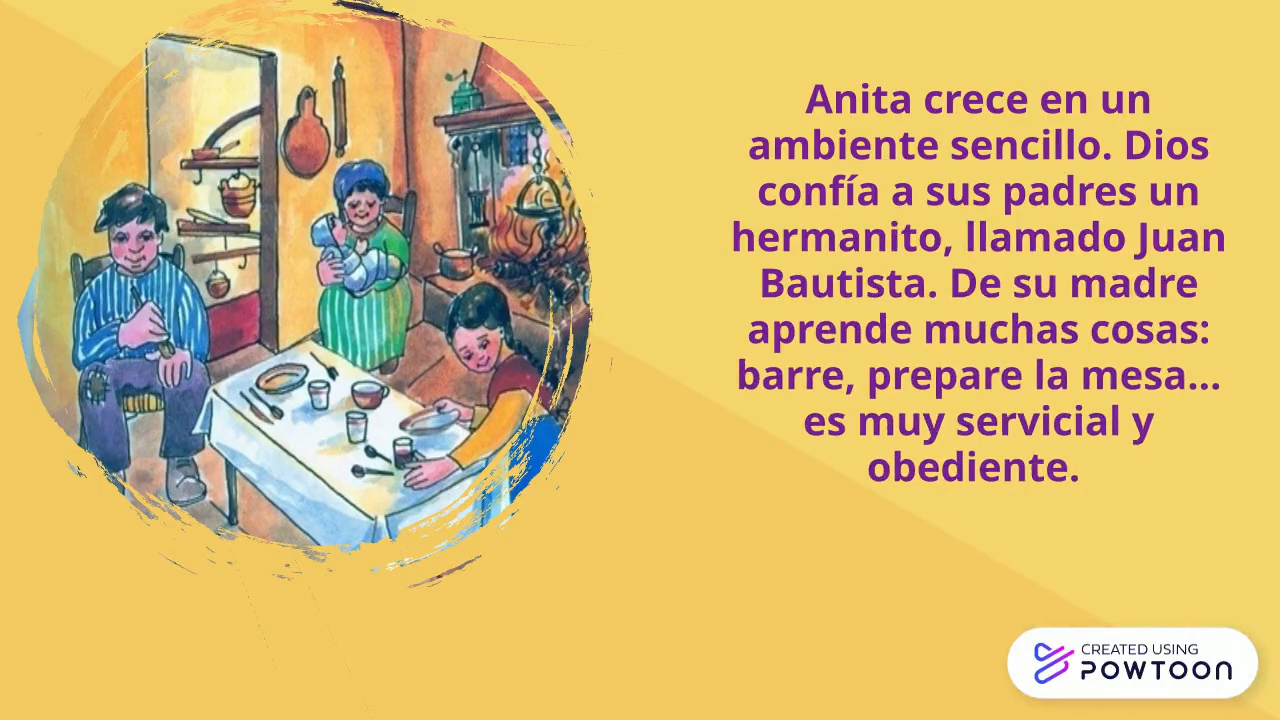 Anita crece en un
ambiente sencillo. Dios
confía a sus padres un
hermanito, llamado Juan
Bautista. De su madre
aprende muchas cosas:
barre, prepare la mesa...
es muy servicial y
obediente.
CREATED USING
POWTOON